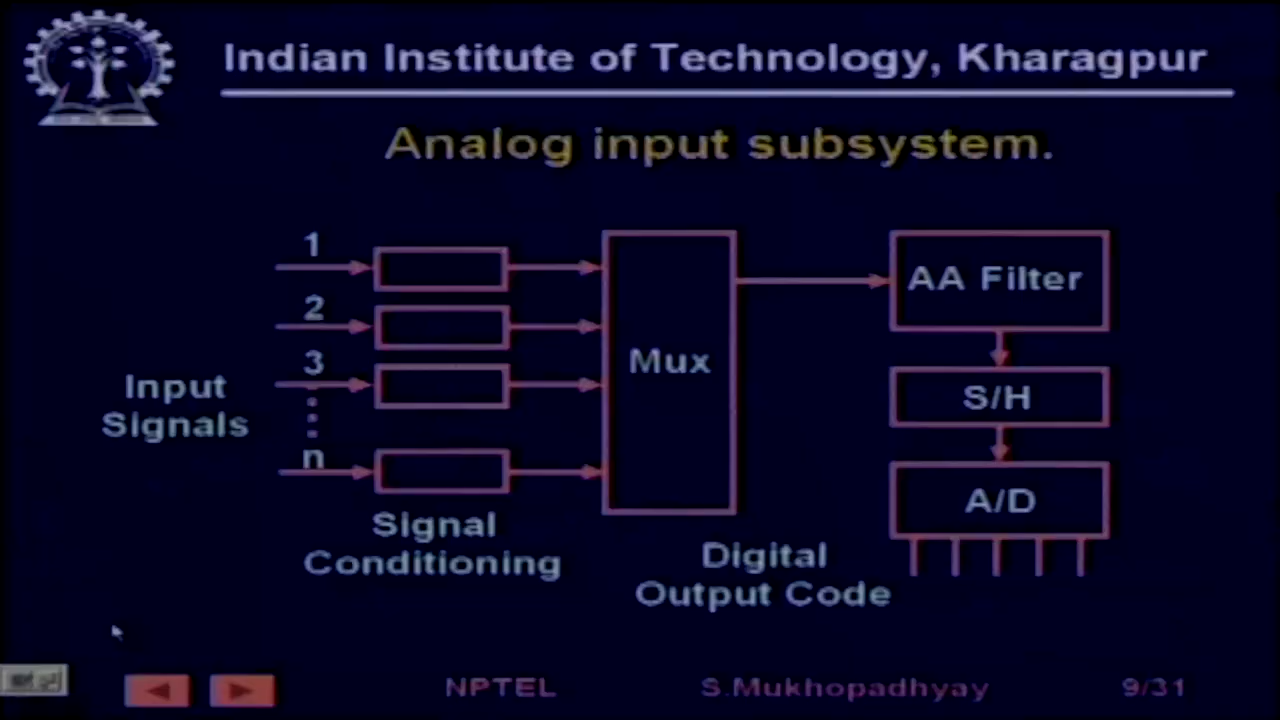 Indian Institute of Technology, Kharagpur
Analog input subsystem.
1
2
3
n
Input
Signals
Signal
Conditioning
Mux
AA Filter
S/H
A/D
Digital
Output Code
NPTEL
S.Mukhopadhyay
9/31